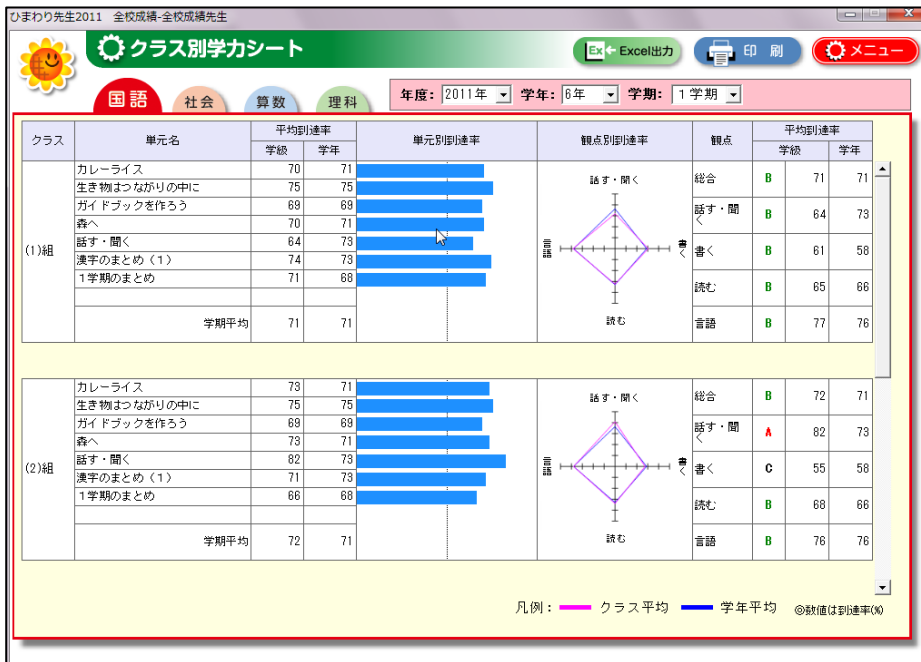 ひまわり先生2011　全校成績-全校成績先生
クラス別学力シート
Ex← Excel出力
印 刷
メニュー
国語
社会
算数
理科
年度: 2011年 学年: 6年 学期: 1学期
クラス 単元名 平均到達率 単元別到達率 観点別到達率 観点 平均到達率
学級 学年 学級 学年
(1)組
カレーライス 70 71
生き物はつながりの中に 75 75
ガイドブックを作ろう 69 69
森へ 70 71
話す・聞く 64 73
漢字のまとめ（1） 74 73
1学期のまとめ 71 68
学期平均 71 71
話す・聞く
言語
書く
読む
総合 B 71 71
話す・聞く B 64 73
書く B 61 58
読む B 65 66
言語 B 77 76
(2)組
カレーライス 73 71
生き物はつながりの中に 75 75
ガイドブックを作ろう 69 69
森へ 73 71
話す・聞く 82 73
漢字のまとめ（1） 71 73
1学期のまとめ 66 68
学期平均 72 71
話す・聞く
言語
書く
読む
総合 B 72 71
話す・聞く A 82 73
書く C 55 58
読む B 68 66
言語 B 76 76
凡例： クラス平均 学年平均 ◎数値は到達率(%)